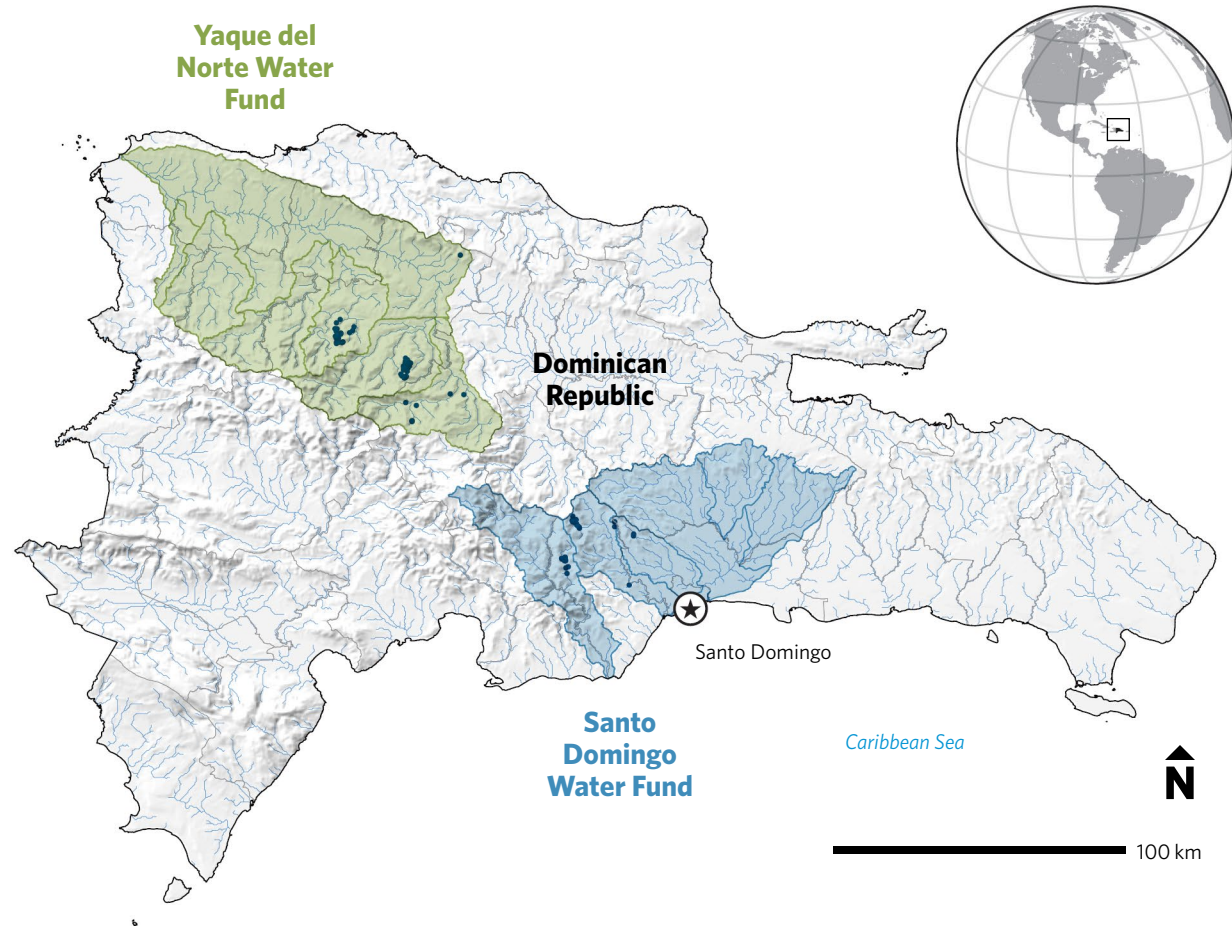 Yaque del
Norte Water
Fund
Dominican
Republic
Santo Domingo
Santo
Domingo
Water Fund
Caribbean Sea
N
100 km